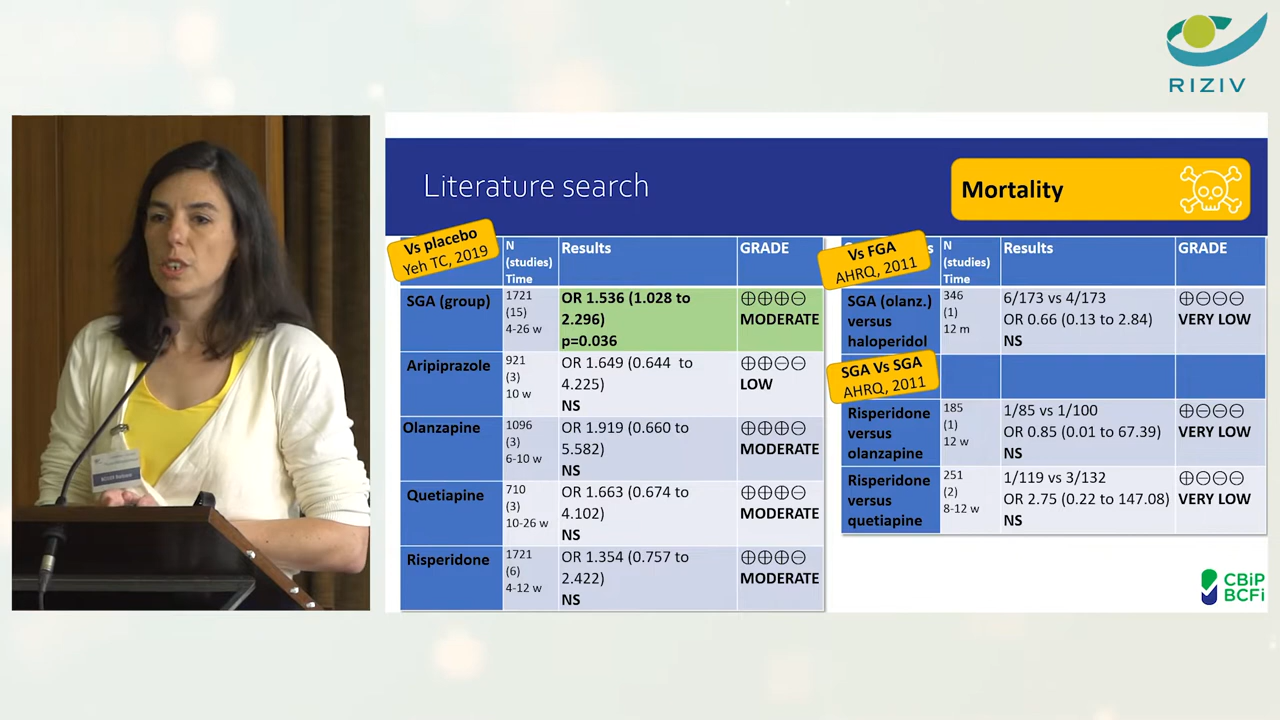 RIZIV
Literature search
Mortality
Vs placebo
Yeh TC, 2019
N
(studies)
Time
Results
GRADE
SGA (group)
1721
(15)
4-26 w
OR 1.536 (1.028 to
2.296)
p=0.036
MODERATE
Aripiprazole
921
(3)
10 w
OR 1.649 (0.644 to
4.225)
NS
LOW
Olanzapine
1096
(3)
6-10 w
OR 1.919 (0.660 to
5.582)
NS
MODERATE
Quetiapine
710
(3)
10-26 w
OR 1.663 (0.674 to
4.102)
NS
MODERATE
Risperidone
1721
(6)
4-12 w
OR 1.354 (0.757 to
2.422)
NS
MODERATE
Vs FGA
AHRQ, 2011
N
(studies)
Time
Results
GRADE
SGA (olanz.)
versus
haloperidol
346
(1)
12 m
6/173 vs 4/173
OR 0.66 (0.13 to 2.84)
NS
VERY LOW
SGA Vs SGA
AHRQ, 2011
Risperidone
versus
olanzapine
185
(1)
12 w
1/85 vs 1/100
OR 0.85 (0.01 to 67.39)
NS
VERY LOW
Risperidone
versus
quetiapine
251
(2)
8-12 w
1/119 vs 3/132
OR 2.75 (0.22 to 147.08)
NS
VERY LOW
CBiP
BCFi